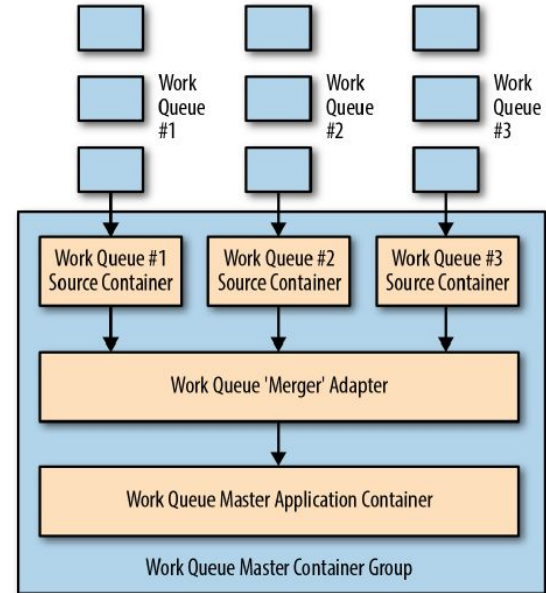 Work
Queue
#1
Work
Queue
#2
Work
Queue
#3
Work Queue #1
Source Container
Work Queue #2
Source Container
Work Queue #3
Source Container
Work Queue 'Merger' Adapter
Work Queue Master Application Container
Work Queue Master Container Group